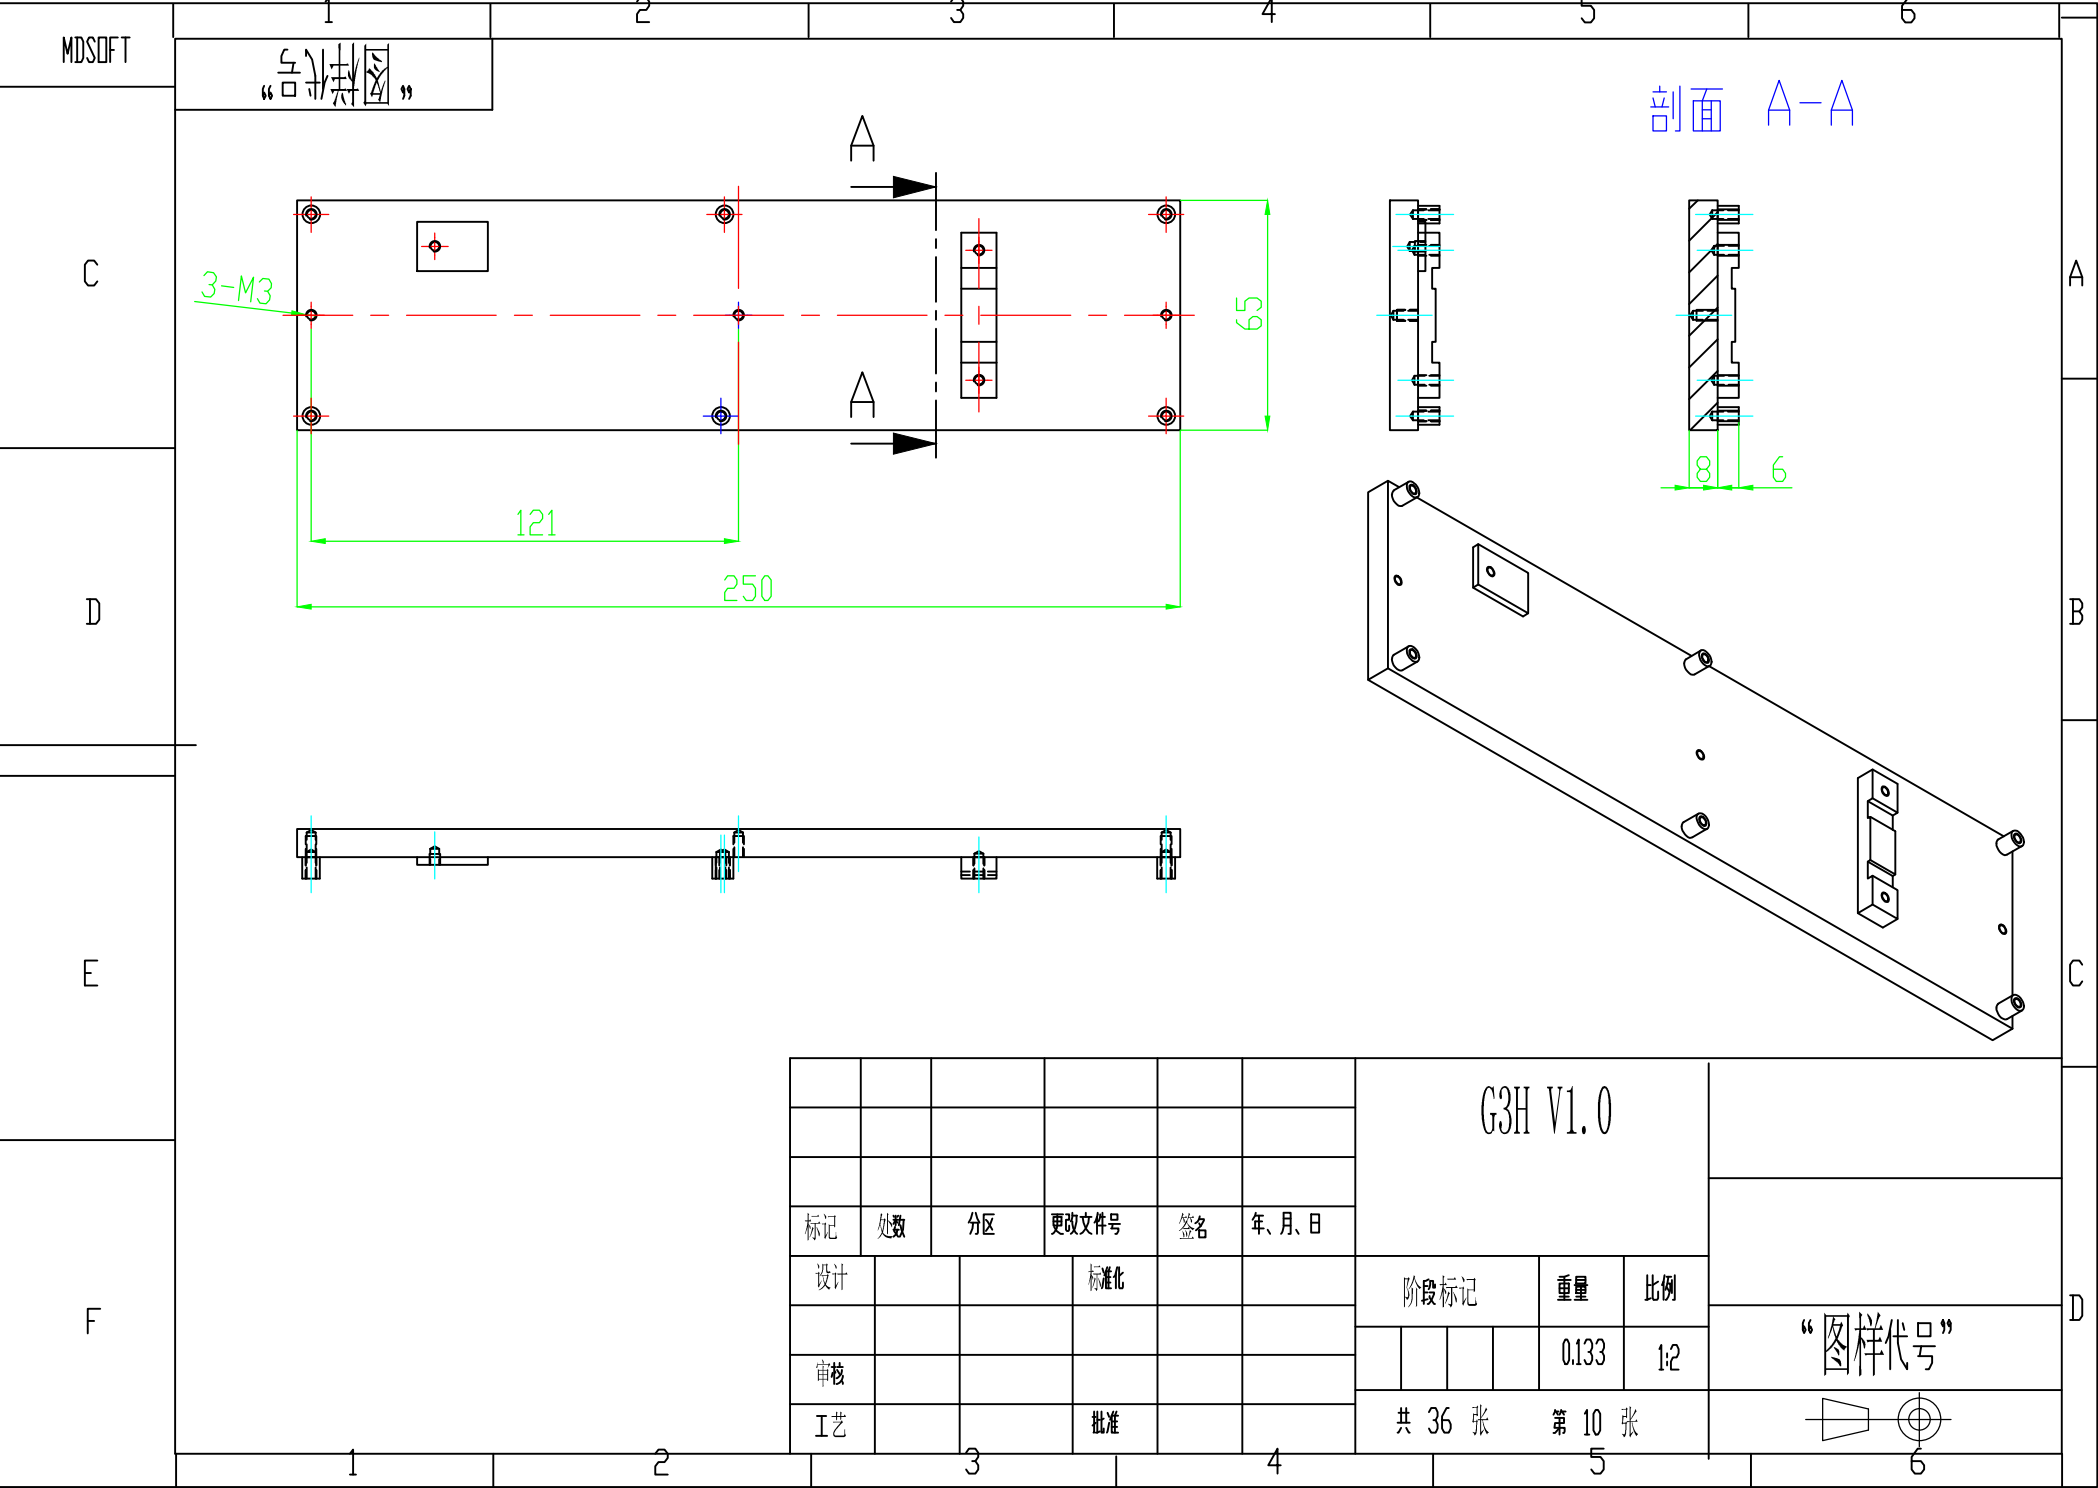 1 2 3 4 5 6
MDSOFT
“图样代号”
剖面 A-A
A
C
A
3-M3
65
A
8 6
121
250
D
B
E
C
G3H V1.0
标记 处数 分区 更改文件号 签名 年、月、日
设计 标准化
阶段标记 重量 比例
F
D
“图样代号”
0.133 1:2
审核
工艺 批准
共 36 张 第 10 张
1 2 3 4 5 6